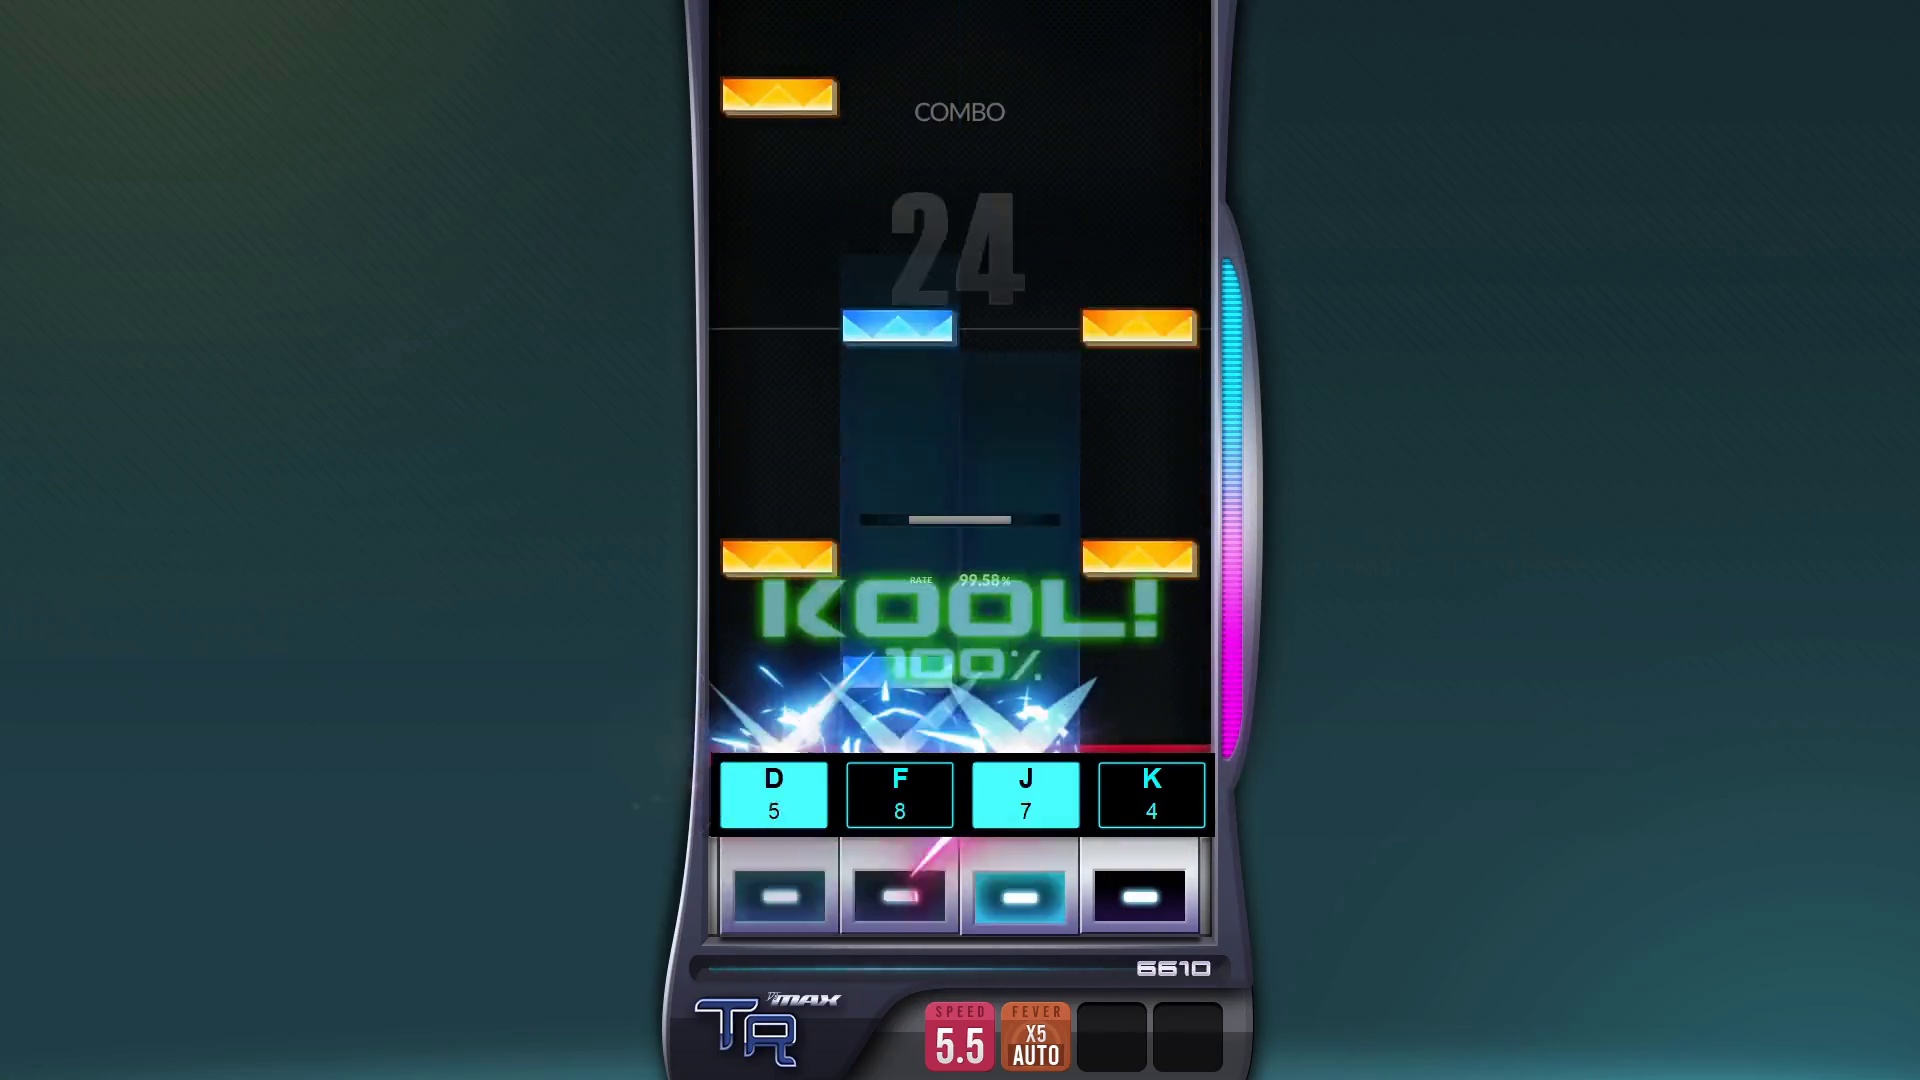 COMBO
24
RATE 99.58%
KOOL!
100%
D F J K
5 8 7 4
6610
MAX
TR
SPEED
5.5
FEVER
X5
AUTO